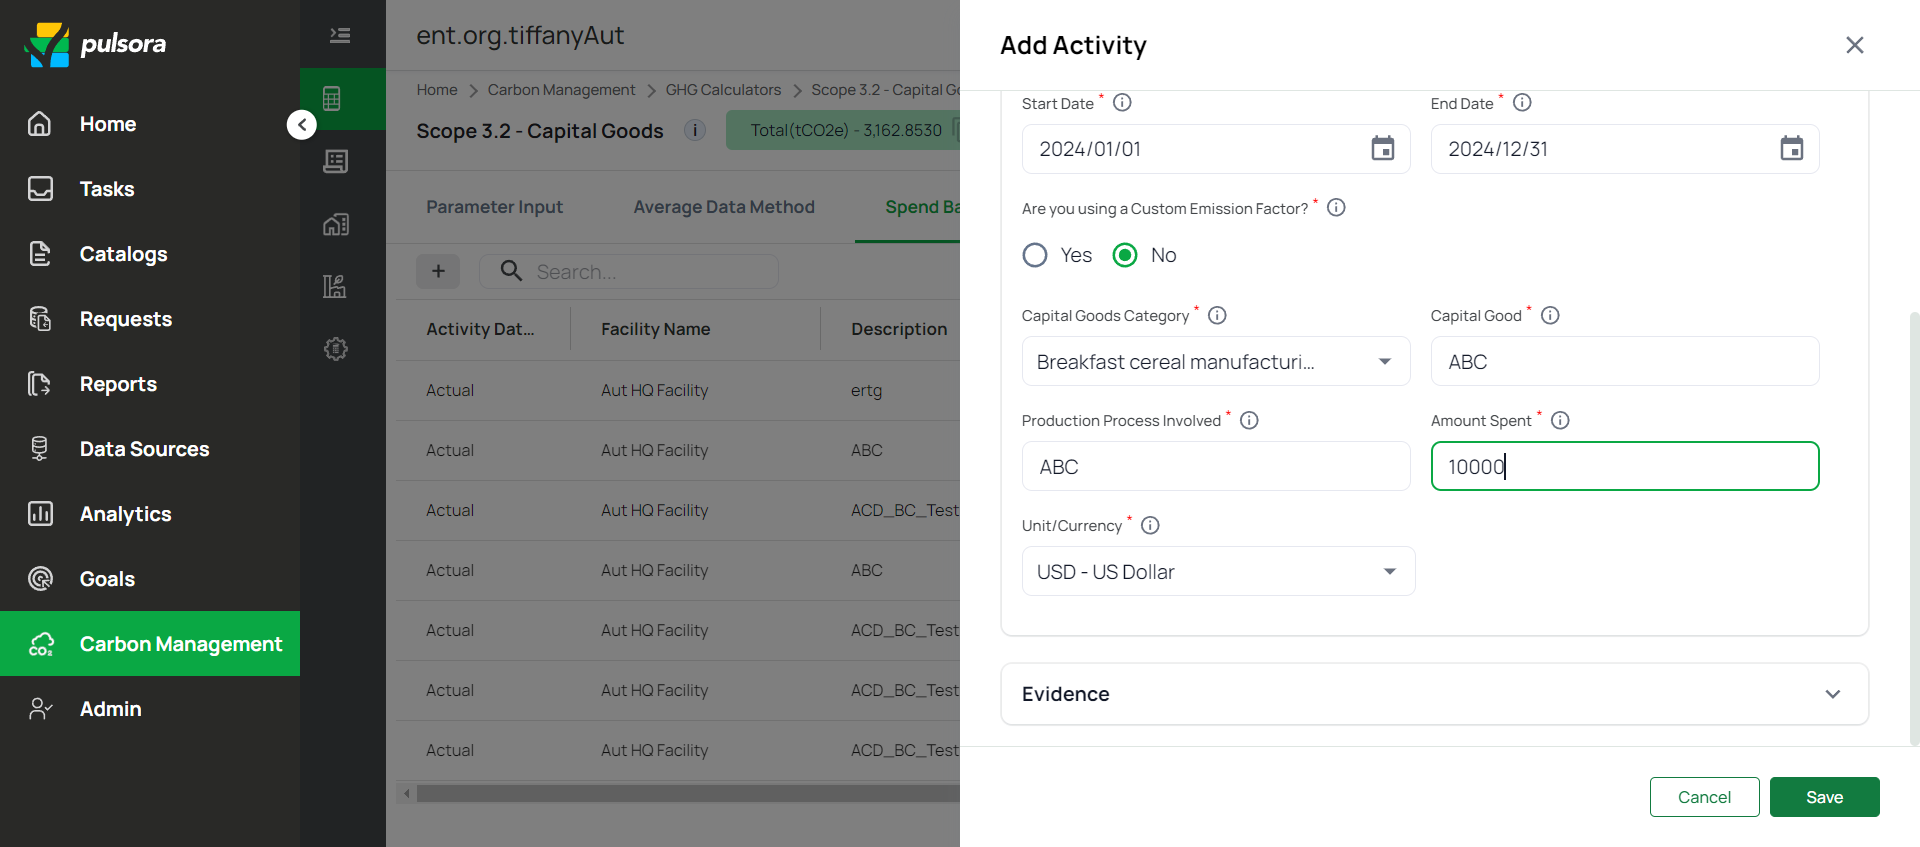 pulsora
Home
Tasks
Catalogs
Requests
Reports
Data Sources
Analytics
Goals
CO₂
Carbon Management
Admin
ent.org.tiffanyAut
Home > Carbon Management > GHG Calculators > Scope 3.2 - Capital Go
Scope 3.2 - Capital Goods i Total(tCO2e) - 3,162.8530
Parameter Input Average Data Method Spend Ba
+ Search...
Activity Dat... Facility Name Description
Actual Aut HQ Facility ertg
Actual Aut HQ Facility ABC
Actual Aut HQ Facility ACD_BC_Test
Actual Aut HQ Facility ABC
Actual Aut HQ Facility ACD_BC_Test
Actual Aut HQ Facility ACD_BC_Test
Actual Aut HQ Facility ACD_BC_Test
Add Activity
Start Date * End Date *
2024/01/01 2024/12/31
Are you using a Custom Emission Factor? *
Yes No
Capital Goods Category * Capital Good *
Breakfast cereal manufacturi... ABC
Production Process Involved * Amount Spent *
ABC 10000
Unit/Currency *
USD - US Dollar
Evidence
Cancel Save